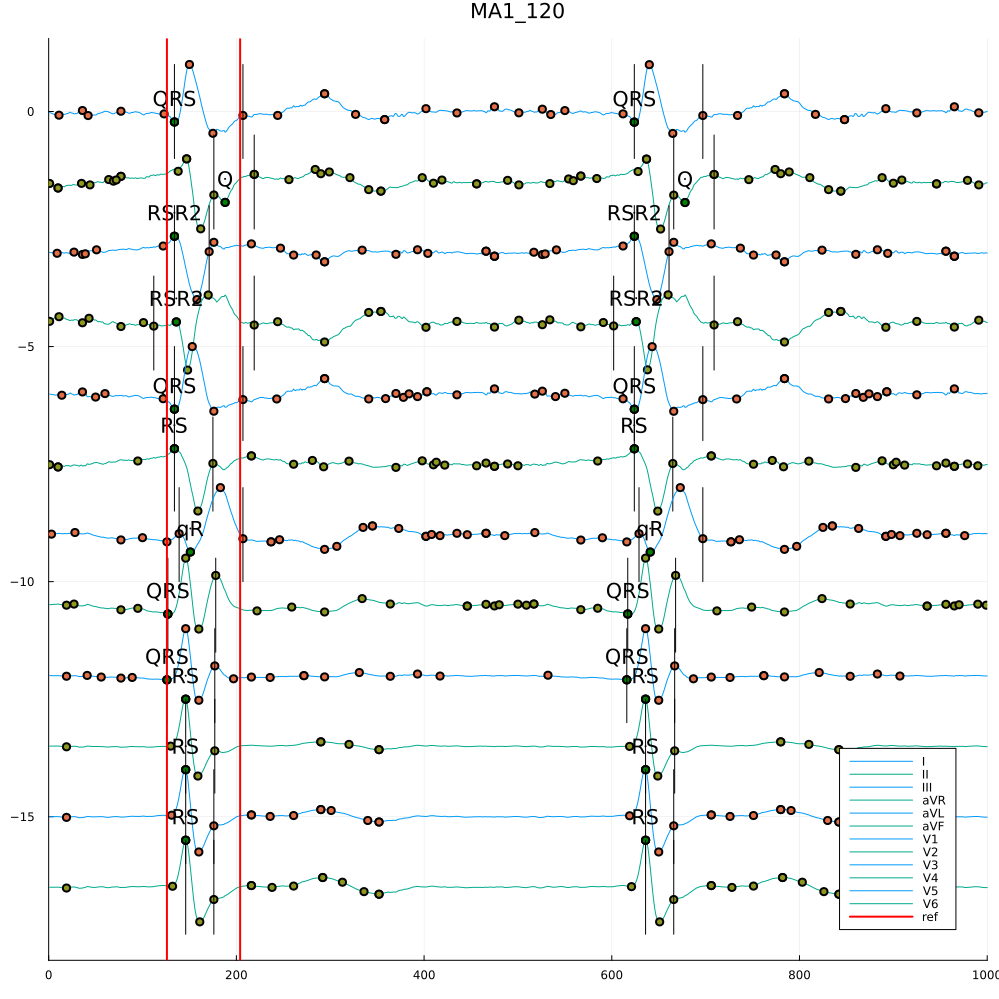 MA1_120
QRS QRS
0
Q Q
RSR2 RSR2
RSR2 RSR2
-5
QRS QRS
RS RS
qR qR
-10
QRS QRS
QRS QRS
RS RS
RS RS
I
II
III
aVR
-15
aVL
RS RS
aVF
V1
V2
V3
V4
V5
V6
ref
0 200 400 600 800 1000